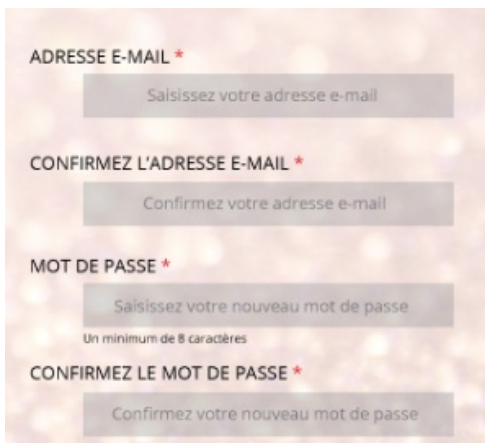 ADRESSE E-MAIL *
Saisissez votre adresse e-mail
CONFIRMEZ L'ADRESSE E-MAIL *
Confirmez votre adresse e-mail
MOT DE PASSE *
Saisissez votre nouveau mot de passe
Un minimum de 8 caractères
CONFIRMEZ LE MOT DE PASSE *
Confirmez votre nouveau mot de passe